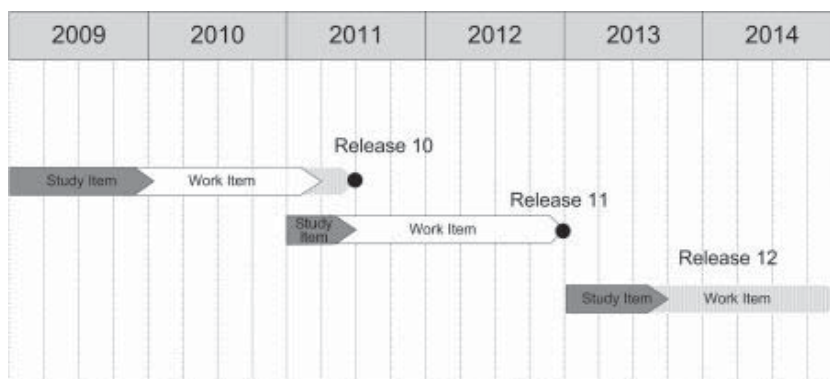 2009 2010 2011 2012 2013 2014
Release 10
Study Item Work Item
Release 11
Study
Item
Work Item
Release 12
Study Item Work Item